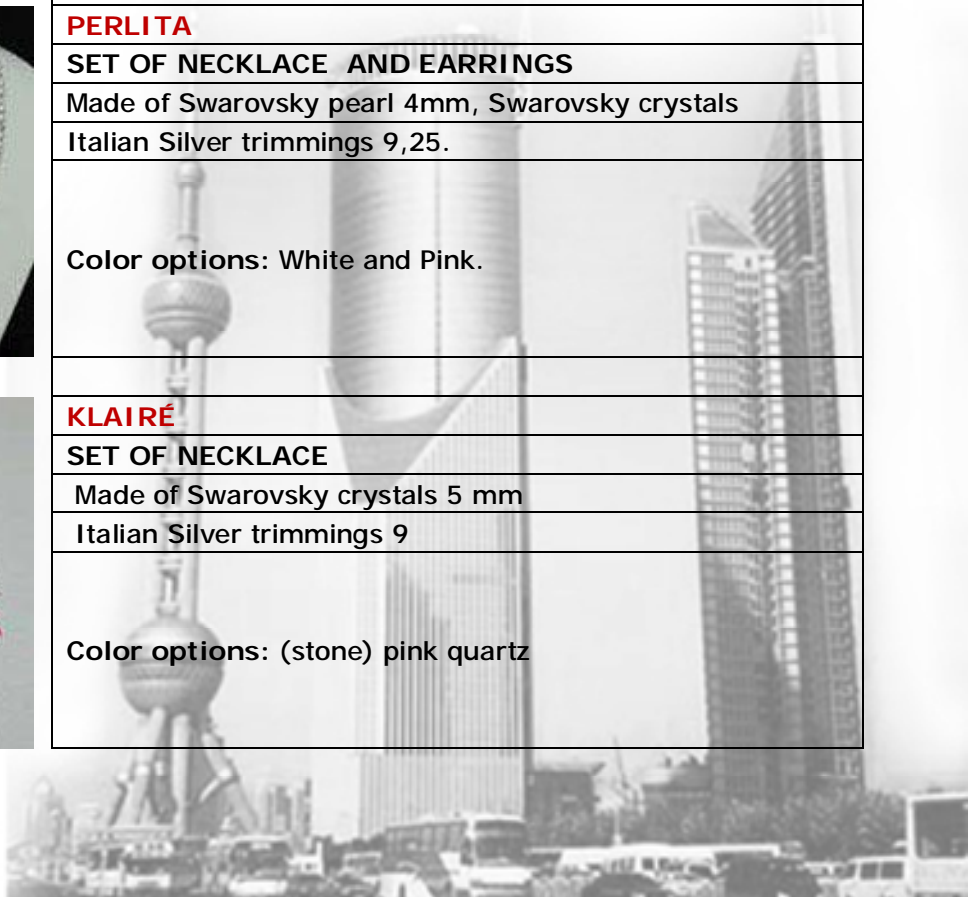 PERLITA
SET OF NECKLACE AND EARRINGS
Made of Swarovsky pearl 4mm, Swarovsky crystals
Italian Silver trimmings 9,25.
Color options: White and Pink.
KLAIRÉ
SET OF NECKLACE
Made of Swarovsky crystals 5 mm
Italian Silver trimmings 9
Color options: (stone) pink quartz